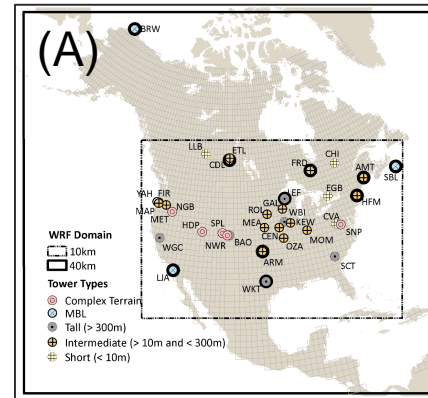 (A)
BRW
LLB
ETL
CDL
FRD
CHI
AMT
SBL
YAH
FIR
MAP
NGB
MET
LEF
EGB
HFM
GAL
ROL
WBI
HDP
SPL
MEA
KEW
CVA
SNP
WGC
NWR
BAO
CEN
OZA
MOM
LJA
ARM
WKT
SCT
WRF Domain
10km
40km
Tower Types
Complex Terrain
MBL
Tall (> 300m)
Intermediate (> 10m and < 300m)
Short (< 10m)